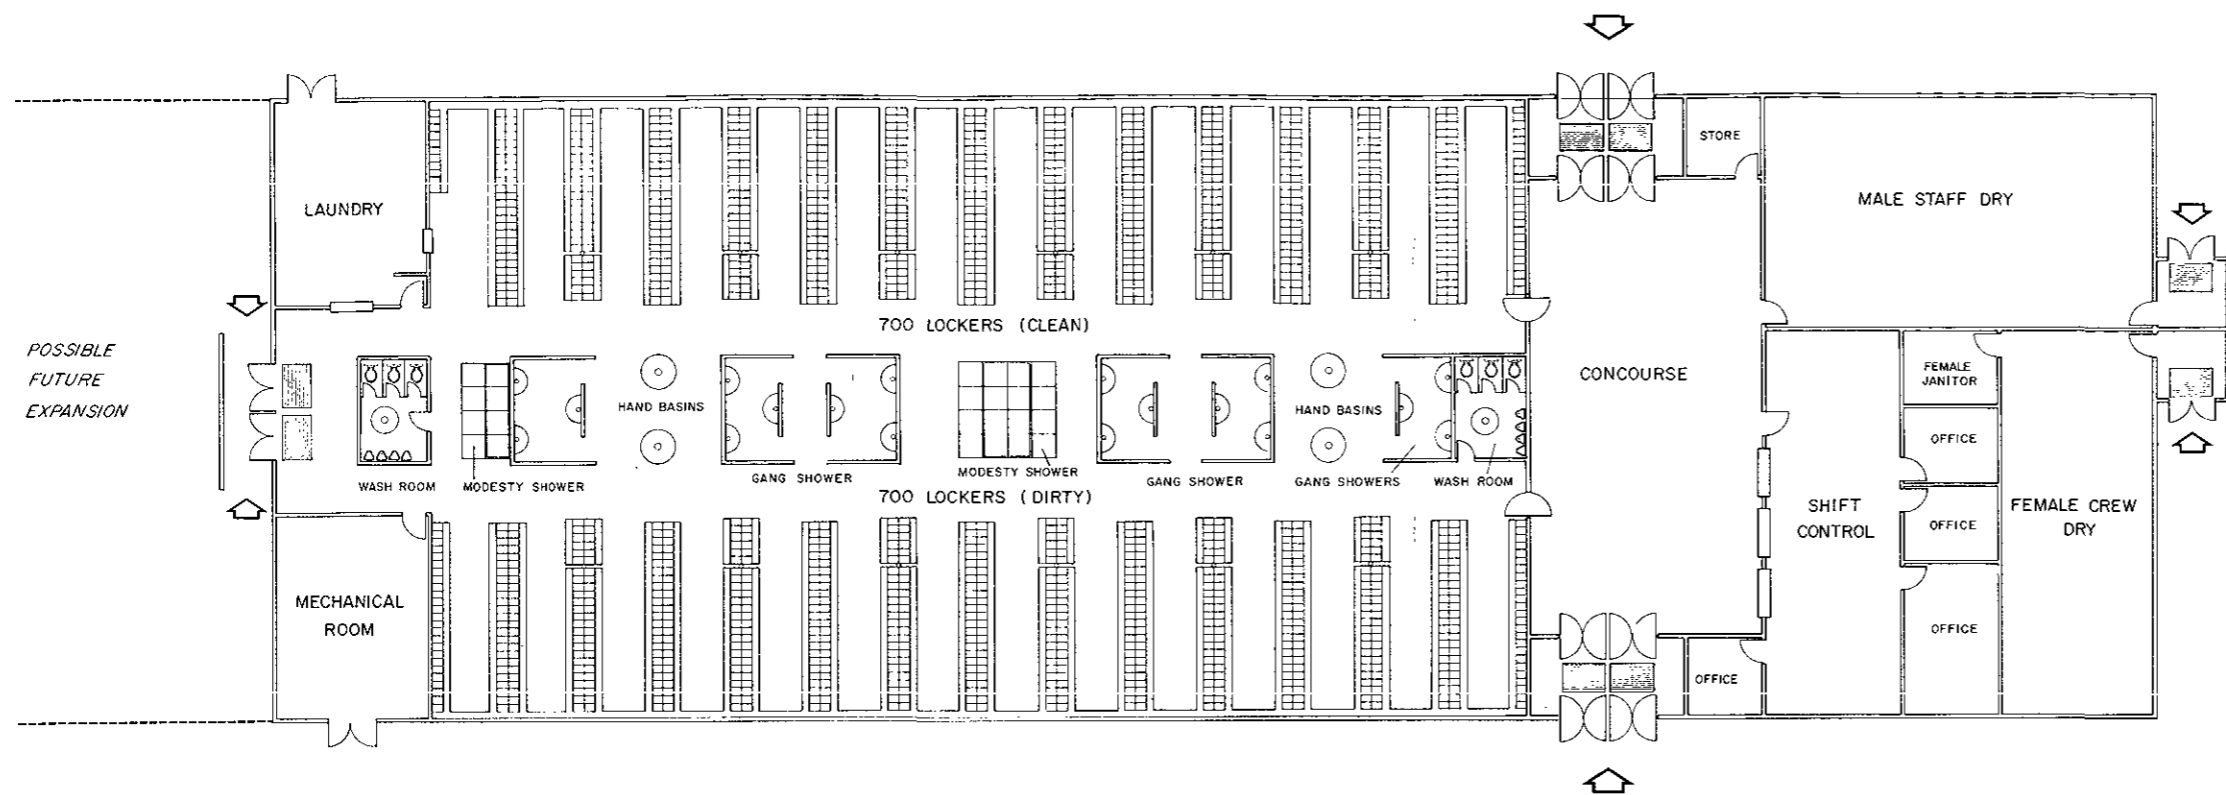 STORE
LAUNDRY
MALE STAFF DRY
700 LOCKERS (CLEAN)
POSSIBLE
FUTURE
EXPANSION
HAND BASINS
HAND BASINS
CONCOURSE
FEMALE
JANITOR
OFFICE
WASH ROOM
MODESTY SHOWER
GANG SHOWER
MODESTY SHOWER
GANG SHOWER
GANG SHOWERS
WASH ROOM
700 LOCKERS (DIRTY)
SHIFT
CONTROL
OFFICE
FEMALE CREW
DRY
MECHANICAL
ROOM
OFFICE
OFFICE